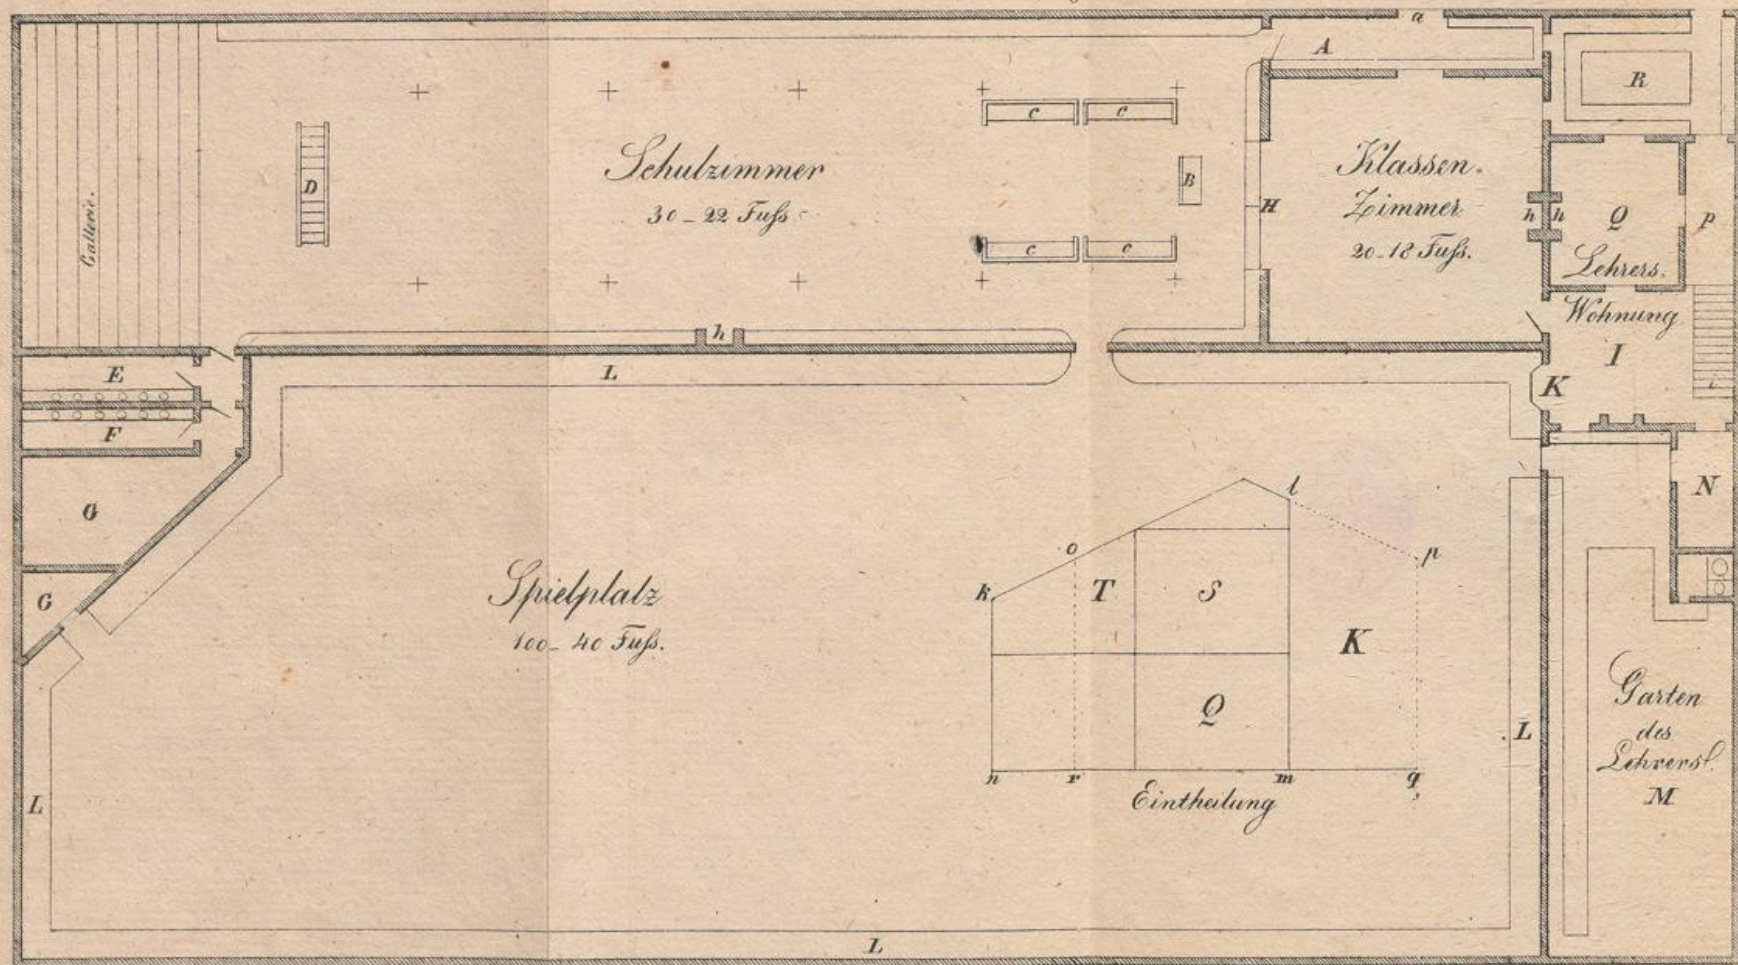 a
A
R
Gallerie.
D
Schulzimmer
30-22 Fuſs.
c c
c c
B
H
Klassen-
Zimmer
20-18 Fuſs.
h h
Q
Lehrers-
Wohnung
p
I
i
K
h
L
E
F
G
G
Spielplatz
100-40 Fuſs.
k o l p
T S
K
Q
n r m q
Eintheilung
L
L
L
N
Garten
des
Lehrers
M